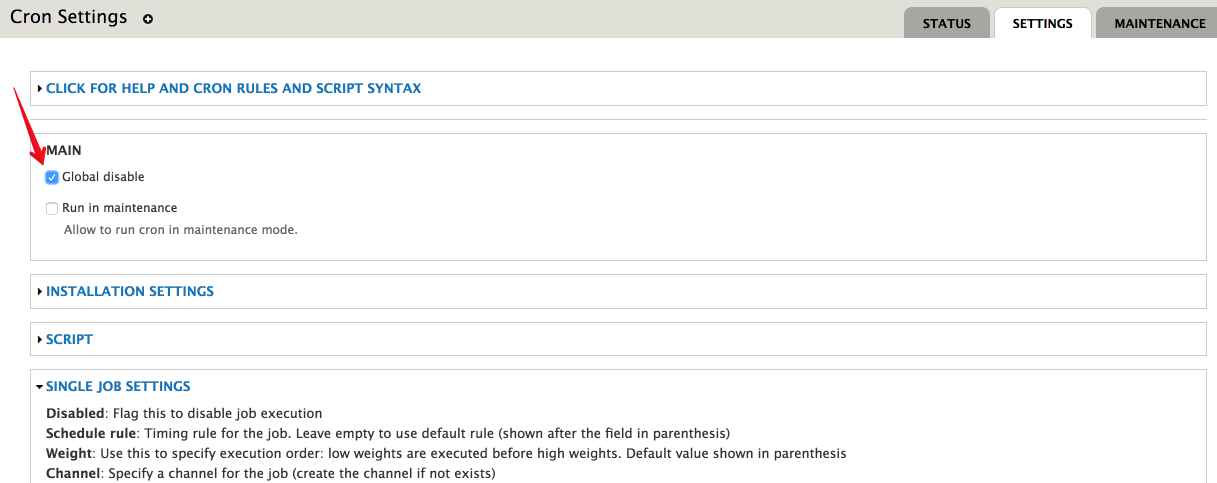 Cron Settings
STATUS
SETTINGS
MAINTENANCE
CLICK FOR HELP AND CRON RULES AND SCRIPT SYNTAX
MAIN
Global disable
Run in maintenance
Allow to run cron in maintenance mode.
INSTALLATION SETTINGS
SCRIPT
SINGLE JOB SETTINGS
Disabled: Flag this to disable job execution
Schedule rule: Timing rule for the job. Leave empty to use default rule (shown after the field in parenthesis)
Weight: Use this to specify execution order: low weights are executed before high weights. Default value shown in parenthesis
Channel: Specify a channel for the job (create the channel if not exists)